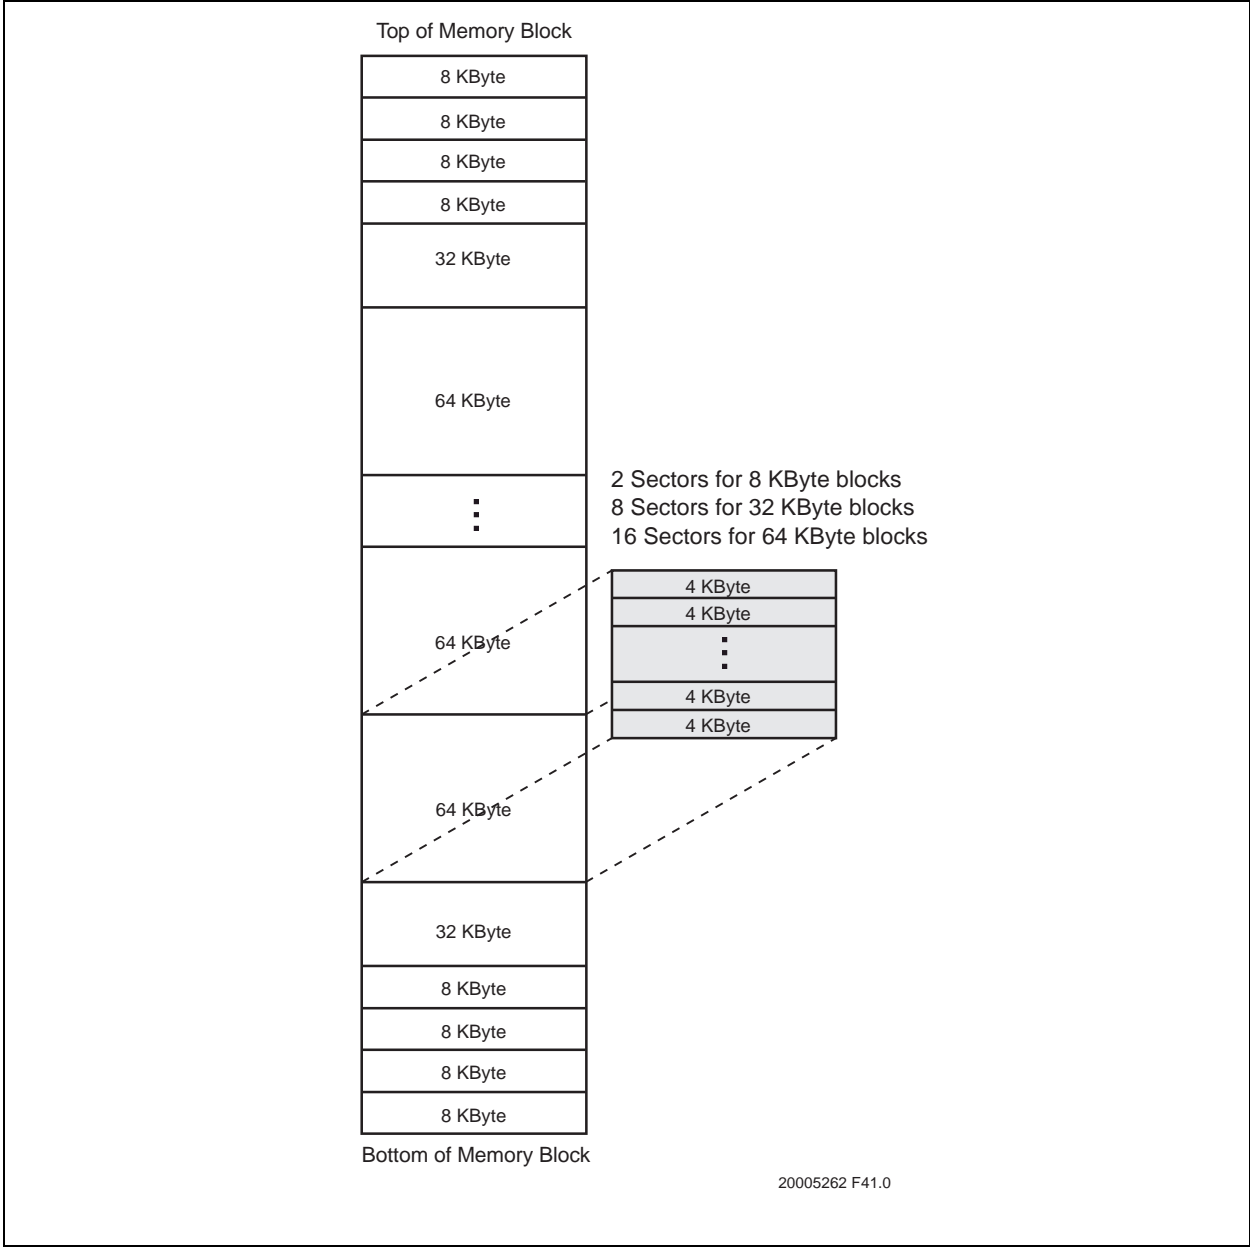 Top of Memory Block
8 KByte
8 KByte
8 KByte
8 KByte
32 KByte
64 KByte
2 Sectors for 8 KByte blocks
8 Sectors for 32 KByte blocks
16 Sectors for 64 KByte blocks
4 KByte
4 KByte
64 KByte
4 KByte
4 KByte
64 KByte
32 KByte
8 KByte
8 KByte
8 KByte
8 KByte
Bottom of Memory Block
20005262 F41.0